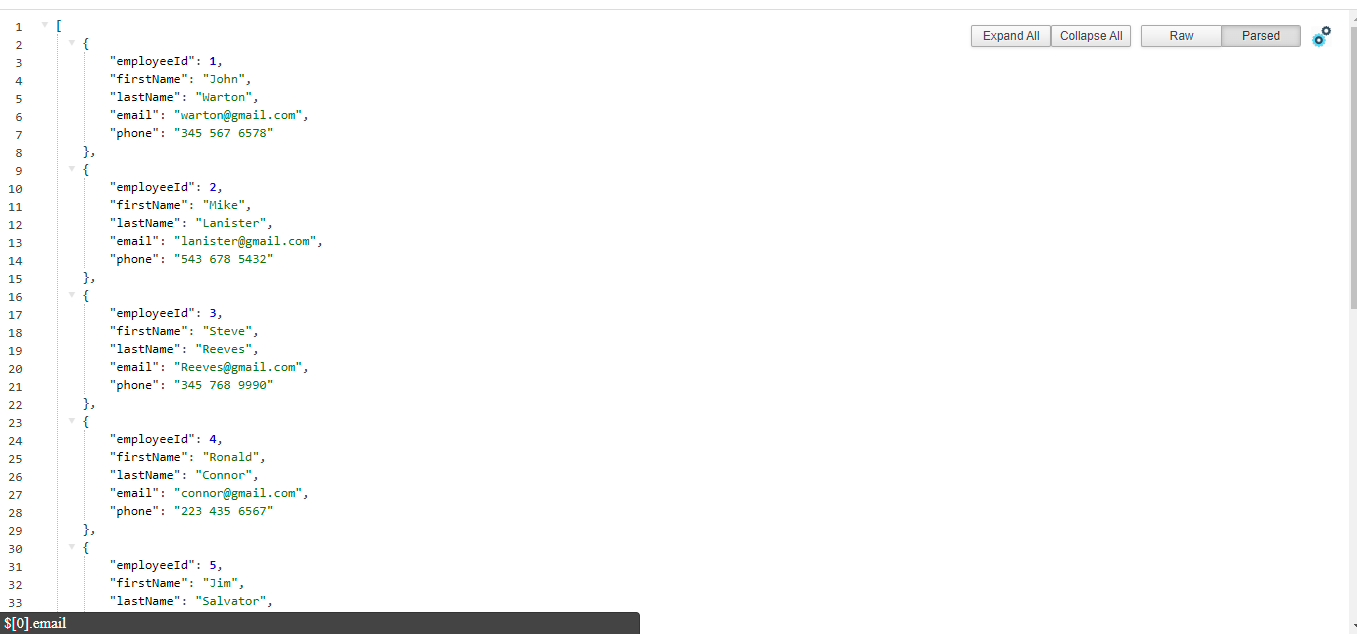 Expand All Collapse All Raw Parsed
1 [
2 {
3 "employeeId": 1,
4 "firstName": "John",
5 "lastName": "Warton",
6 "email": "warton@gmail.com",
7 "phone": "345 567 6578"
8 },
9 {
10 "employeeId": 2,
11 "firstName": "Mike",
12 "lastName": "Lanister",
13 "email": "lanister@gmail.com",
14 "phone": "543 678 5432"
15 },
16 {
17 "employeeId": 3,
18 "firstName": "Steve",
19 "lastName": "Reeves",
20 "email": "Reeves@gmail.com",
21 "phone": "345 768 9990"
22 },
23 {
24 "employeeId": 4,
25 "firstName": "Ronald",
26 "lastName": "Connor",
27 "email": "connor@gmail.com",
28 "phone": "223 435 6567"
29 },
30 {
31 "employeeId": 5,
32 "firstName": "Jim",
33 "lastName": "Salvator",
$[0].email